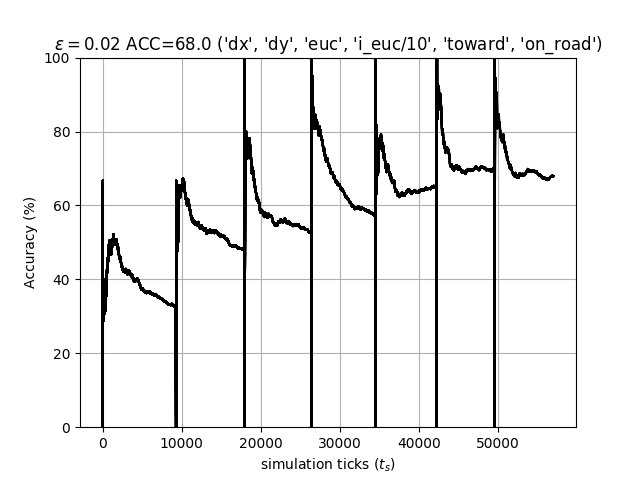 ε = 0.02 ACC=68.0 ('dx', 'dy', 'euc', 'i_euc/10', 'toward', 'on_road')
100
80
60
40
20
0
Accuracy (%)
0 10000 20000 30000 40000 50000
simulation ticks (tₛ)